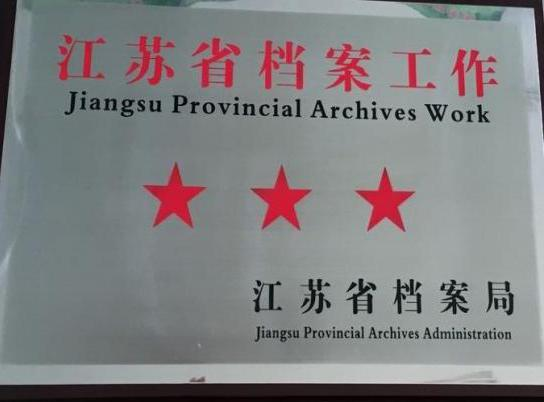 江苏省档案工作
Jiangsu Provincial Archives Work
江苏省档案局
Jiangsu Provincial Archives Administration